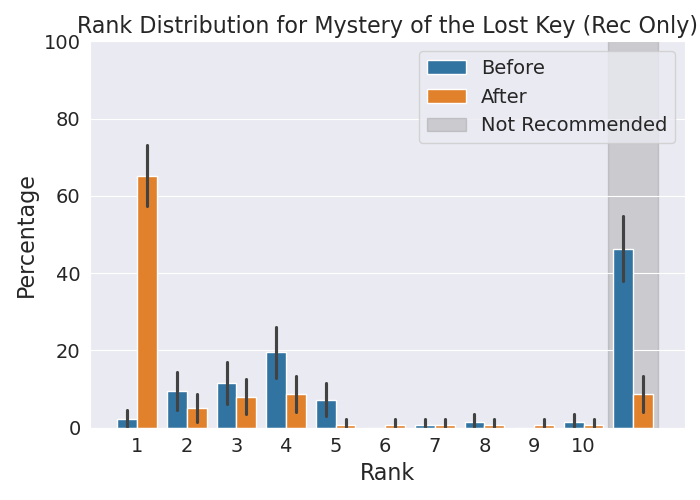 Rank Distribution for Mystery of the Lost Key (Rec Only)
100
80
60
40
20
0
Percentage
Before
After
Not Recommended
1 2 3 4 5 6 7 8 9 10
Rank